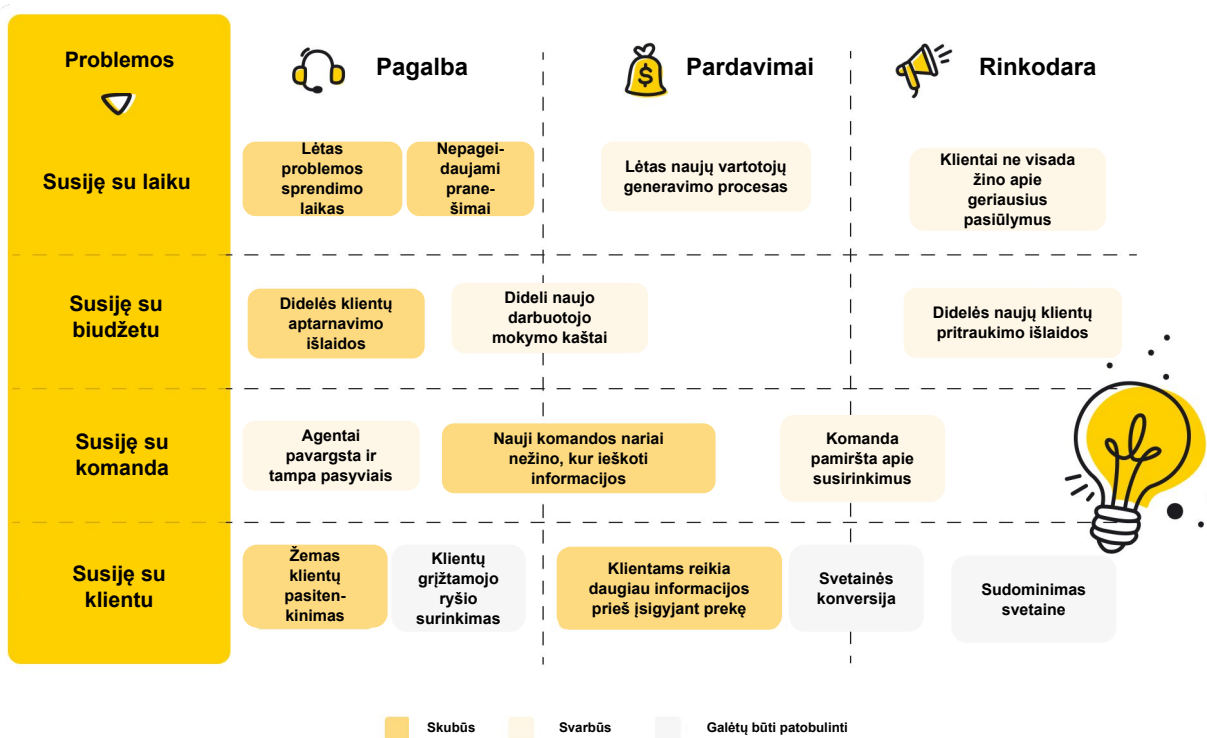 Problemos
Pagalba
$
Pardavimai
Rinkodara
Susiję su laiku
Lėtas
problemos
sprendimo
laikas
Nepagei-
daujami
prane-
šimai
Lėtas naujų vartotojų
generavimo procesas
Klientai ne visada
žino apie
geriausius
pasiūlymus
Susiję su
biudžetu
Didelės klientų
aptarnavimo
išlaidos
Dideli naujo
darbuotojo
mokymo kaštai
Didelės naujų klientų
pritraukimo išlaidos
Susiję su
komanda
Agentai
pavargsta ir
tampa pasyviais
Nauji komandos nariai
nežino, kur ieškoti
informacijos
Komanda
pamiršta apie
susirinkimus
Susiję su
klientu
Žemas
klientų
pasiten-
kinimas
Klientų
grįžtamojo
ryšio
surinkimas
Klientams reikia
daugiau informacijos
prieš įsigyjant prekę
Svetainės
konversija
Sudominimas
svetaine
Skubūs
Svarbūs
Galėtų būti patobulinti